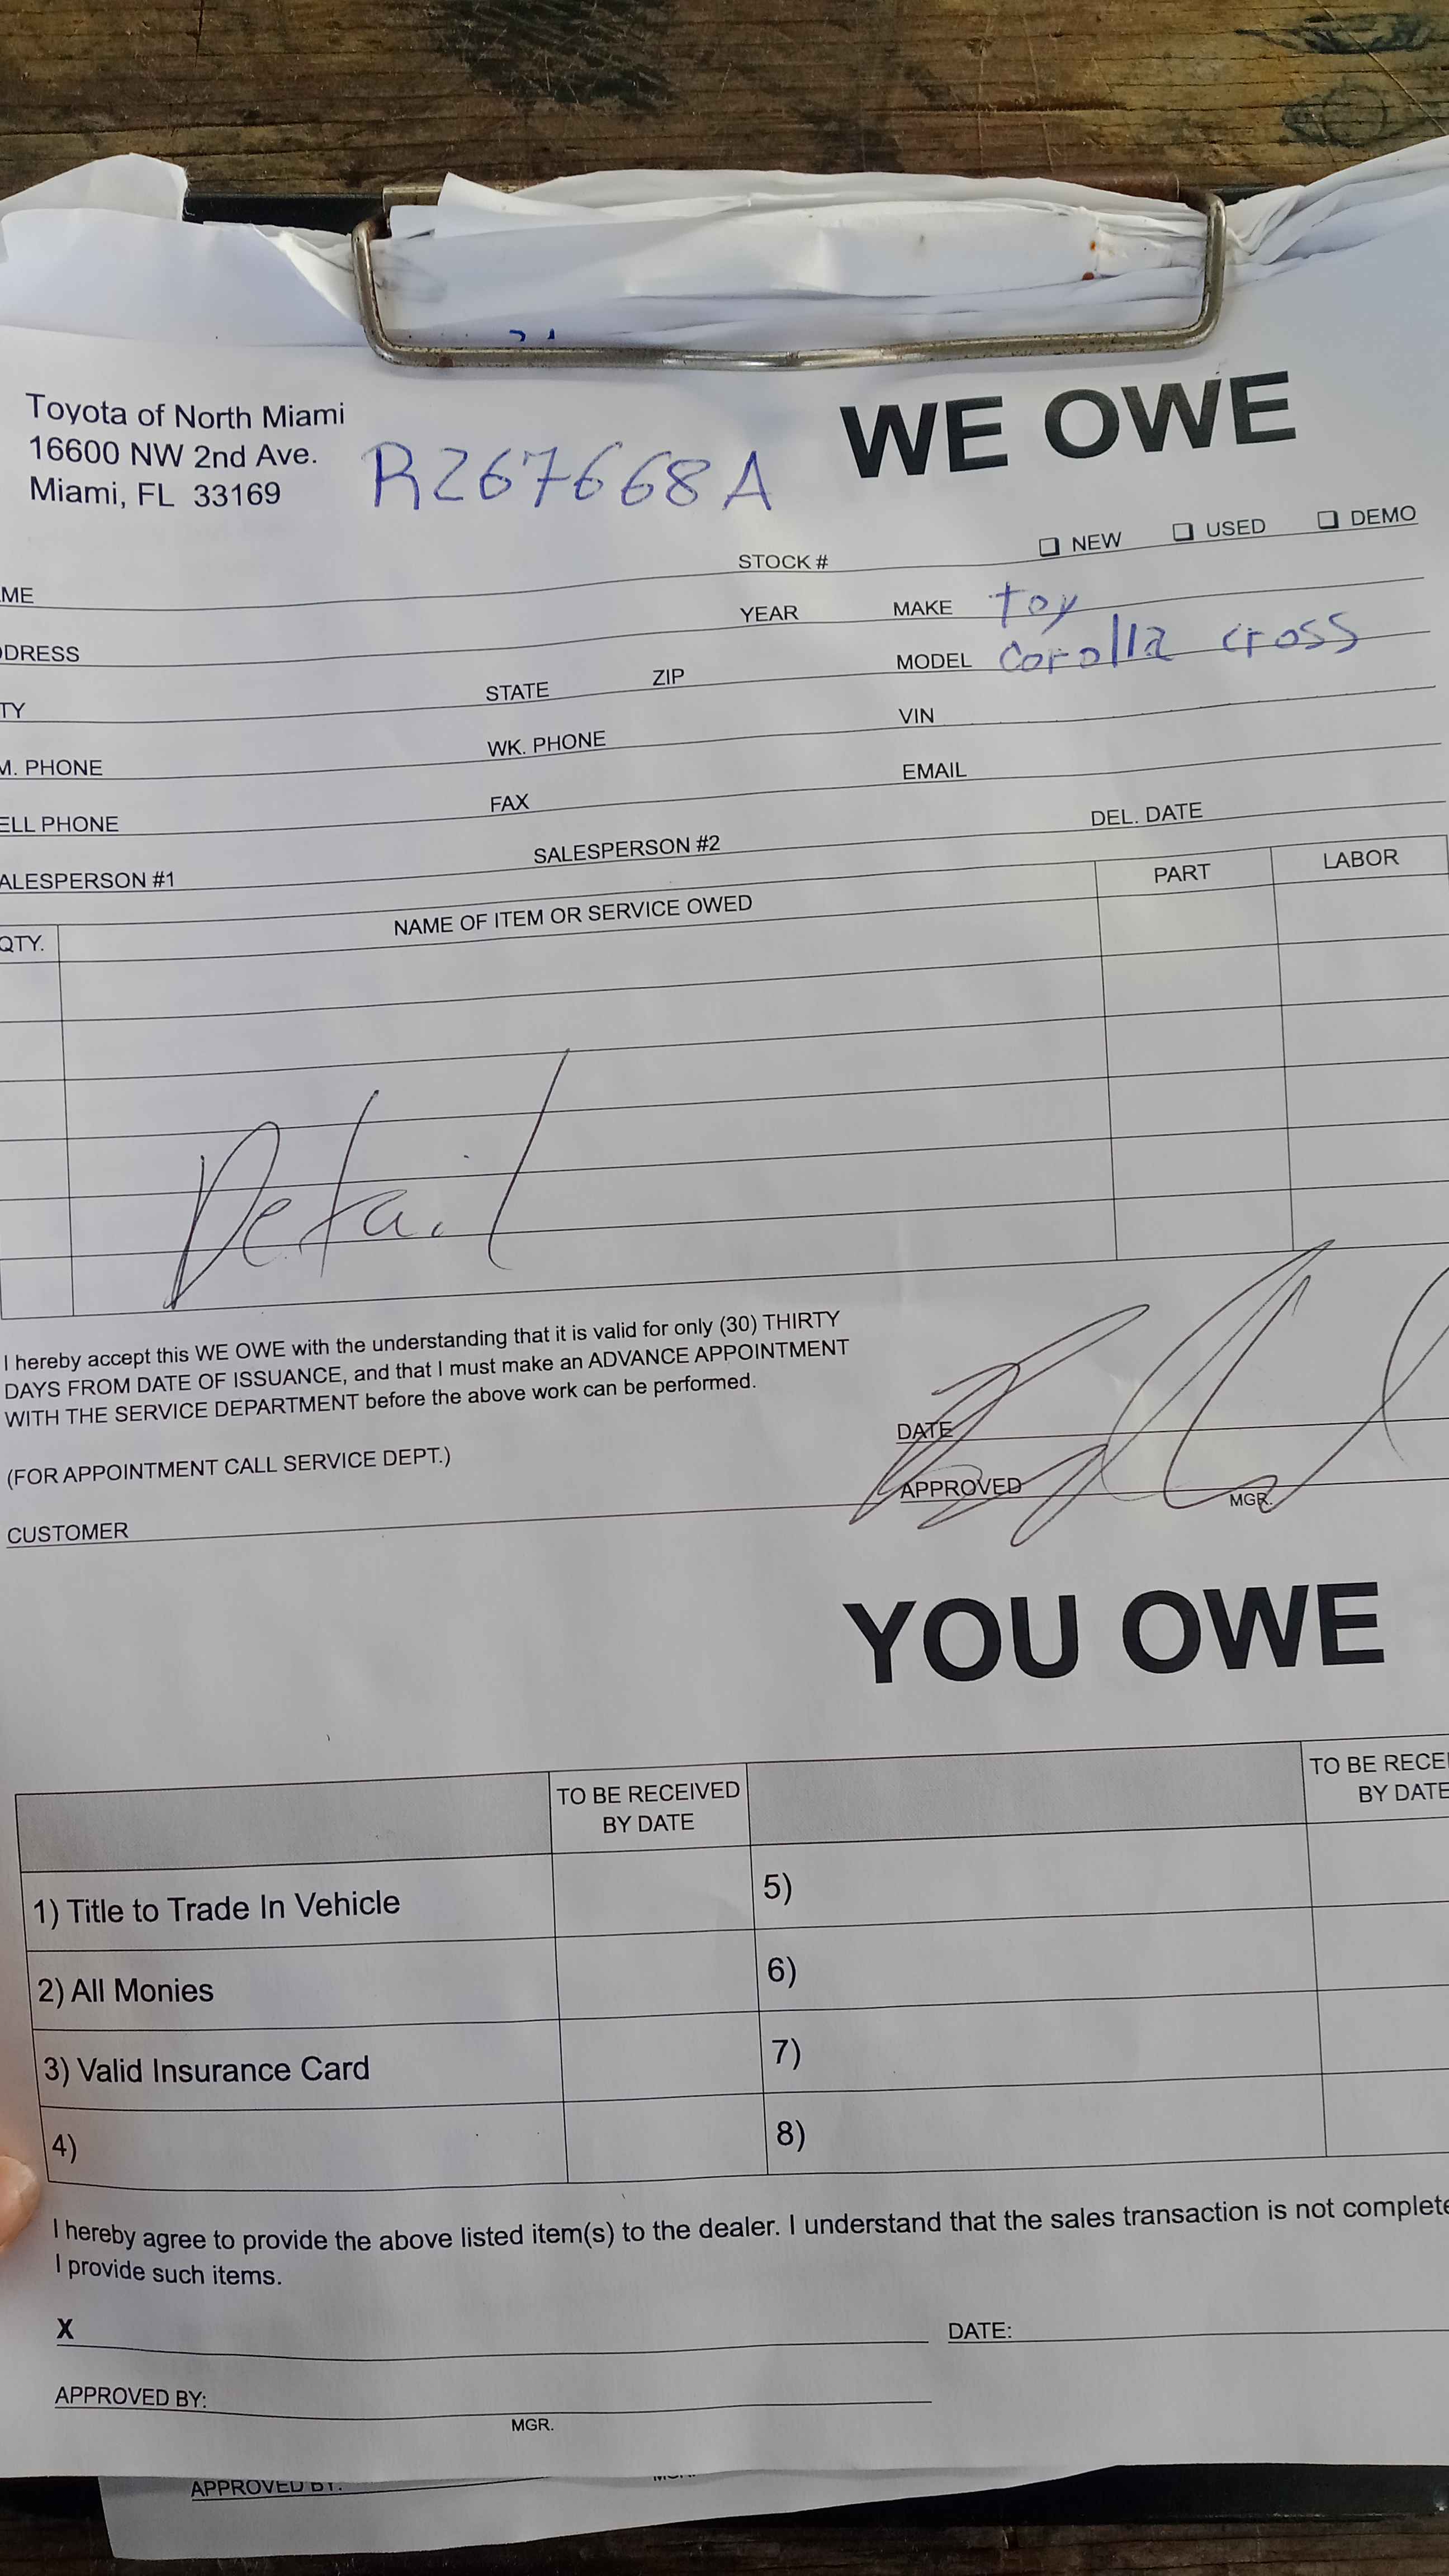 Toyota of North Miami
16600 NW 2nd Ave.
Miami, FL 33169
R267668A
WE OWE
NEW USED DEMO
STOCK #
ME
YEAR MAKE Toy
DRESS
MODEL Corolla cross
TY STATE ZIP
VIN
M. PHONE WK. PHONE
EMAIL
ELL PHONE FAX
DEL. DATE
ALESPERSON #1 SALESPERSON #2
QTY. NAME OF ITEM OR SERVICE OWED PART LABOR
Detail
I hereby accept this WE OWE with the understanding that it is valid for only (30) THIRTY
DAYS FROM DATE OF ISSUANCE, and that I must make an ADVANCE APPOINTMENT
WITH THE SERVICE DEPARTMENT before the above work can be performed.
DATE
(FOR APPOINTMENT CALL SERVICE DEPT.)
APPROVED
MGR.
CUSTOMER
YOU OWE
TO BE RECEIVED
BY DATE
TO BE RECEI
BY DATE
1) Title to Trade In Vehicle
5)
2) All Monies
6)
3) Valid Insurance Card
7)
4)
8)
I hereby agree to provide the above listed item(s) to the dealer. I understand that the sales transaction is not complete
I provide such items.
X
DATE:
APPROVED BY:
MGR.
APPROVED BY: